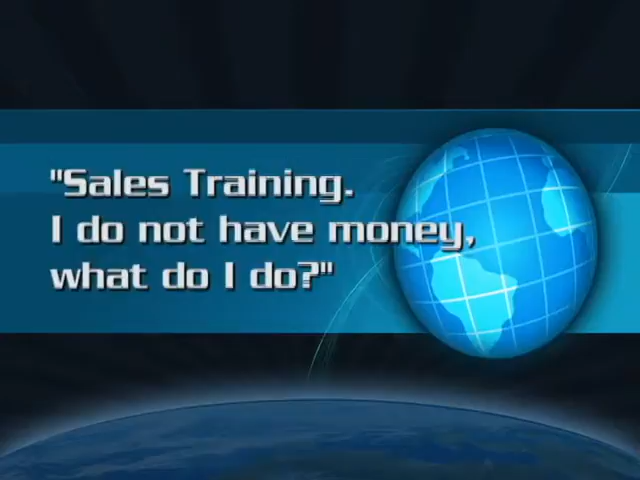 "Sales Training.
I do not have money,
what do I do?"